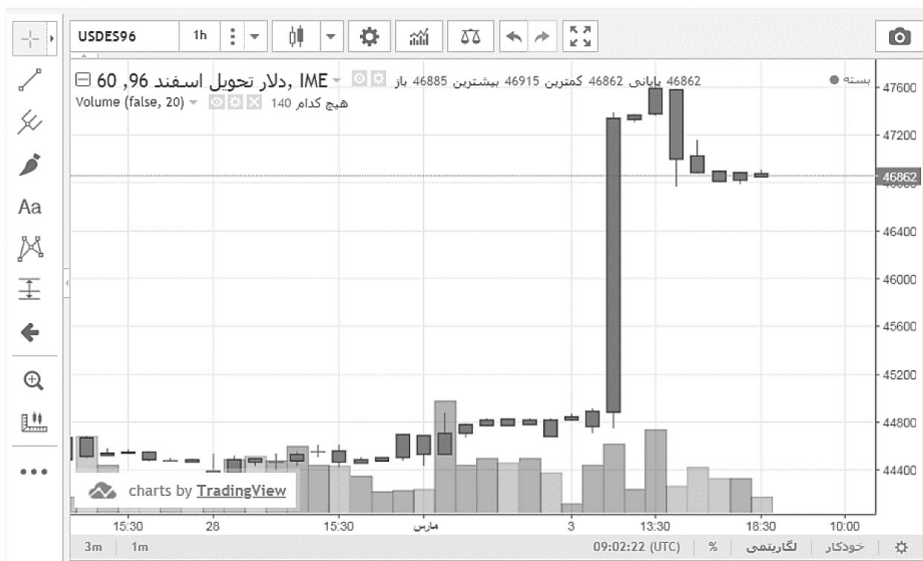 USDES96 1h
دلار تحویل اسفند 96, 60, IME باز 46885 بیشترین 46915 کمترین 46862 پایانی 46862
بسته
Volume (false, 20) هیچ کدام 140
Aa
47600
47200
46862
46800
46400
46000
45600
45200
44800
44400
charts by TradingView
15:30 28 15:30 مارس 3 13:30 18:30 10:00
3m 1m 09:02:22 (UTC) % لگاریتمی خودکار